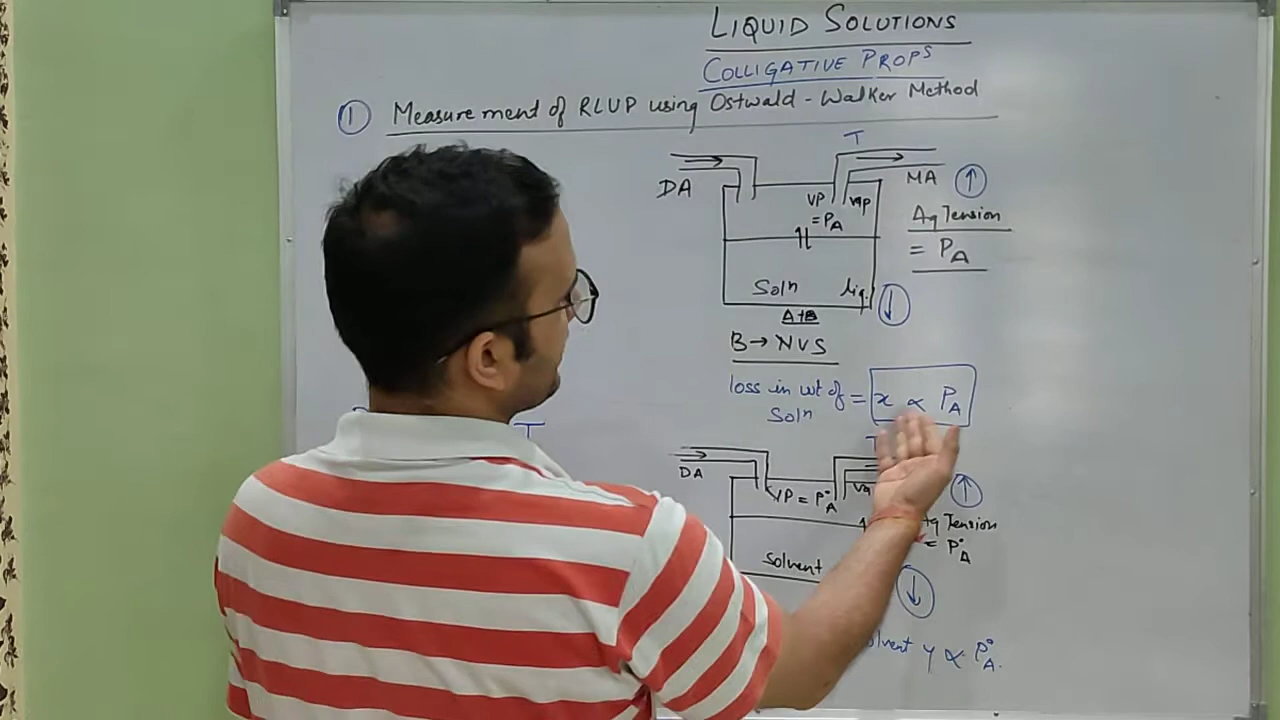 LIQUID SOLUTIONS
COLLIGATIVE PROPS
① Measurement of RLVP using Ostwald - Walker Method
T
DA
MA
↑
VP vap
= PA
Aq Tension
= PA
Soln liq.
↓
A+B
B → NVS
loss in wt of = x ∝ PA
Soln
T
T
DA
VP = P°A
↑
Aq Tension
= P°A
Solvent
↓
y ∝ P°A.